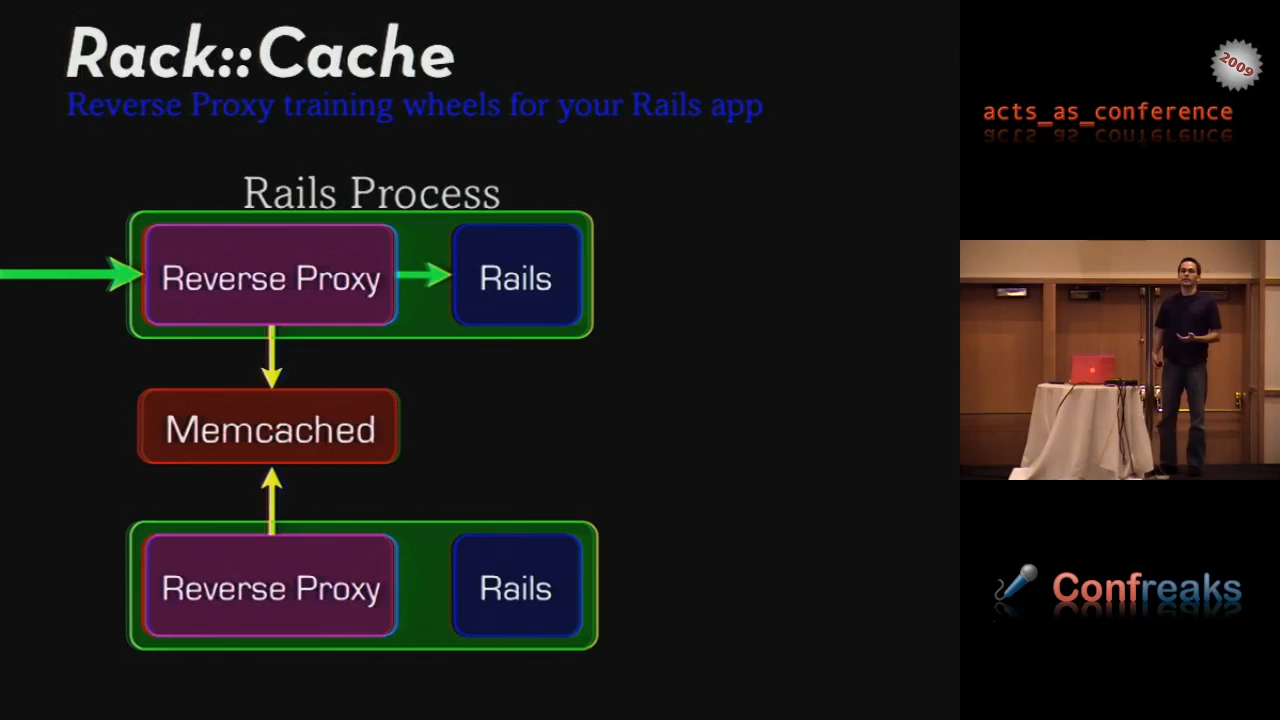 Rack::Cache
Reverse Proxy training wheels for your Rails app
Rails Process
Reverse Proxy
Rails
Memcached
Reverse Proxy
Rails
2009
acts_as_conference
Confreaks